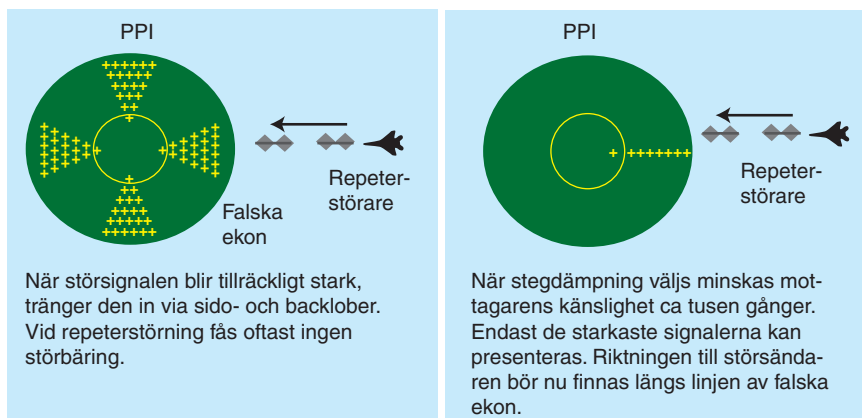 PPI
Falska
ekon
Repeter-
störare
När störsignalen blir tillräckligt stark,
tränger den in via sido- och backlober.
Vid repeterstörning fås oftast ingen
störbäring.
PPI
Repeter-
störare
När stegdämpning väljs minskas mot-
tagarens känslighet ca tusen gånger.
Endast de starkaste signalerna kan
presenteras. Riktningen till störsända-
ren bör nu finnas längs linjen av falska
ekon.